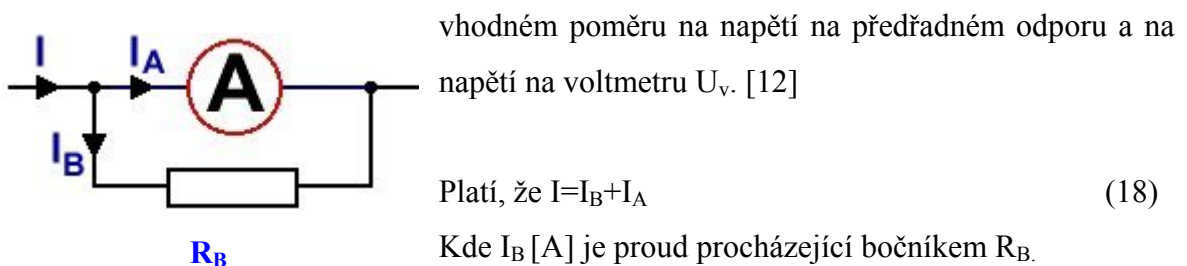 I
I_A
A
I_B
R_B
vhodném poměru na napětí na předřadném odporu a na
napětí na voltmetru U_v. [12]
Platí, že I=I_B+I_A (18)
Kde I_B [A] je proud procházející bočníkem R_B.